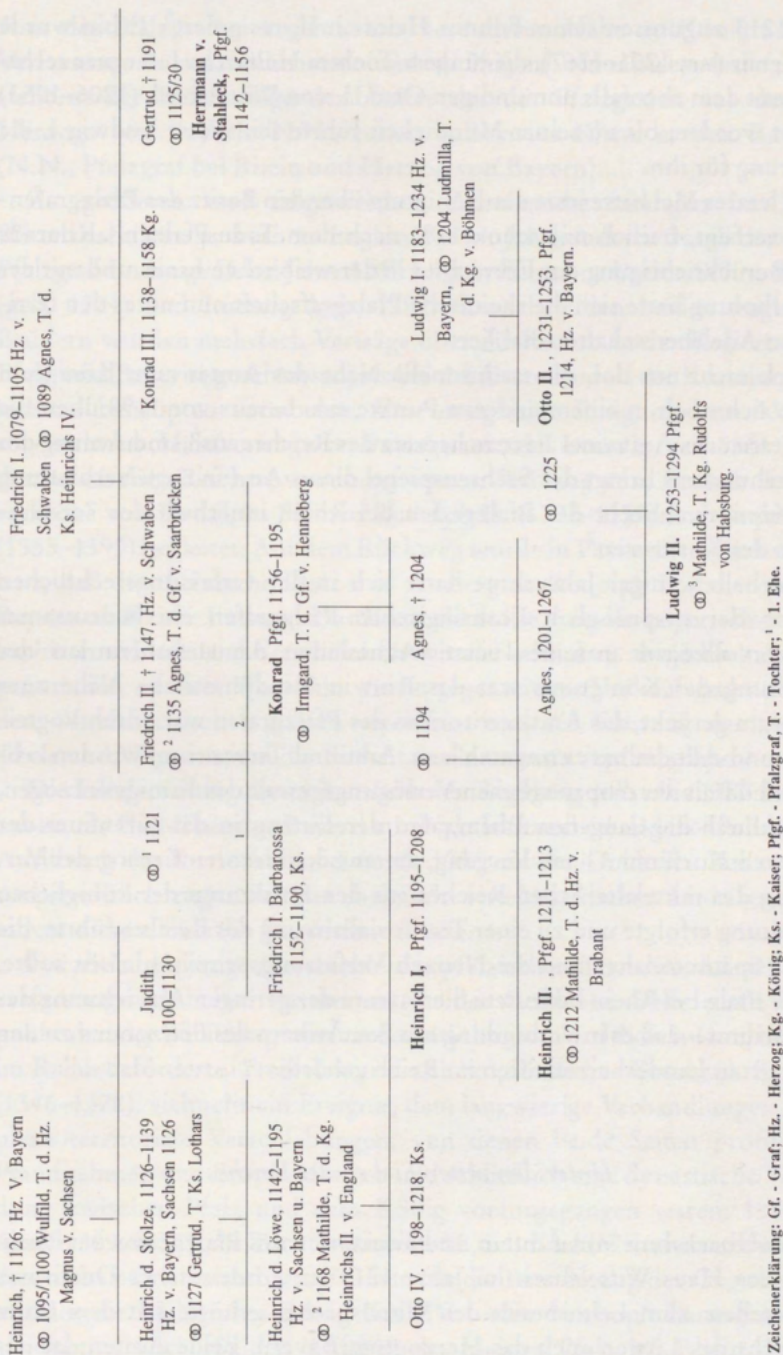 Heinrich, † 1126, Hz. v. Bayern
⚭ 1095/1100 Wulfild, T. d. Hz.
Magnus v. Sachsen
Friedrich I. 1079–1105 Hz. v.
Schwaben ⚭ 1089 Agnes, T. d.
Ks. Heinrich IV.
Heinrich d. Stolze, 1126–1139
Hz. v. Bayern, Sachsen 1126
⚭ 1127 Gertrud, T. Ks. Lothars
Judith
1100–1130
⚭ 1121
Friedrich II. † 1147, Hz. v. Schwaben
⚭ ² 1135 Agnes, T. d. Gf. v. Saarbrücken
Konrad III. 1138–1158 Kg.
Gertrud † 1191
⚭ 1125/30
Herrmann v.
Stahleck, Pfgf.
1142–1156
Heinrich d. Löwe, 1142–1195
Hz. v. Sachsen u. Bayern
⚭ ² 1168 Mathilde, T. d. Kg.
Heinrichs II. v. England
1
Friedrich I. Barbarossa
1152–1190, Ks.
2
Konrad Pfgf. 1156–1195
⚭ Irmgard, T. d. Gf. v. Henneberg
Otto IV. 1198–1218, Ks.
Heinrich Pfgf. 1195–1208
⚭ 1194
Agnes, † 1204
Ludwig I 1183–1234 Hz. v.
Bayern, ⚭ 1204 Ludmilla, T.
d. Kg. v. Böhmen
Heinrich II. Pfgf. 1212–1213
⚭ 1212 Mathilde, T. d. Hz. v.
Brabant
Agnes, 1201–1267
⚭ 1225
Otto II., 1231–1253, Pfgf.
1214, Hz. v. Bayern.
Ludwig II. 1253–1294 Pfgf.
⚭ ³ Mathilde, T. Kg. Rudolfs
von Habsburg
Zeichenerklärung: Gf. - Graf; Hz. - Herzog; Kg. - König; Ks. - Kaiser; Pfgf. - Pfalzgraf, T. - Tochter; ¹ - 1. Ehe.